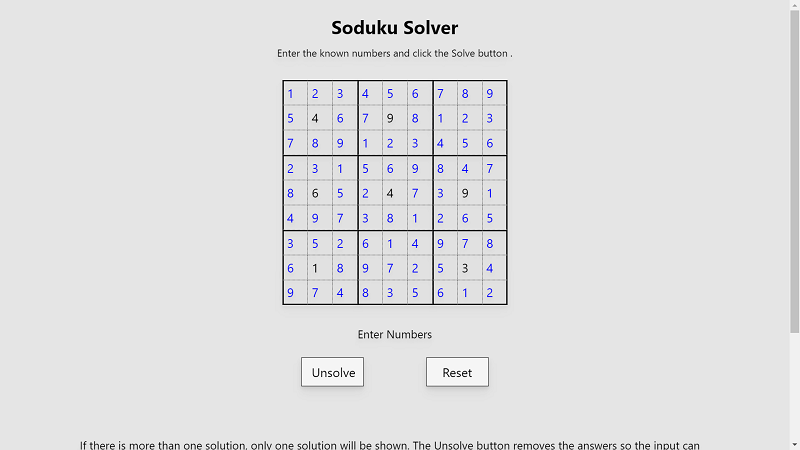 Soduku Solver
Enter the known numbers and click the Solve button .
1 2 3 4 5 6 7 8 9
5 4 6 7 9 8 1 2 3
7 8 9 1 2 3 4 5 6
2 3 1 5 6 9 8 4 7
8 6 5 2 4 7 3 9 1
4 9 7 3 8 1 2 6 5
3 5 2 6 1 4 9 7 8
6 1 8 9 7 2 5 3 4
9 7 4 8 3 5 6 1 2
Enter Numbers
Unsolve Reset
If there is more than one solution, only one solution will be shown. The Unsolve button removes the answers so the input can